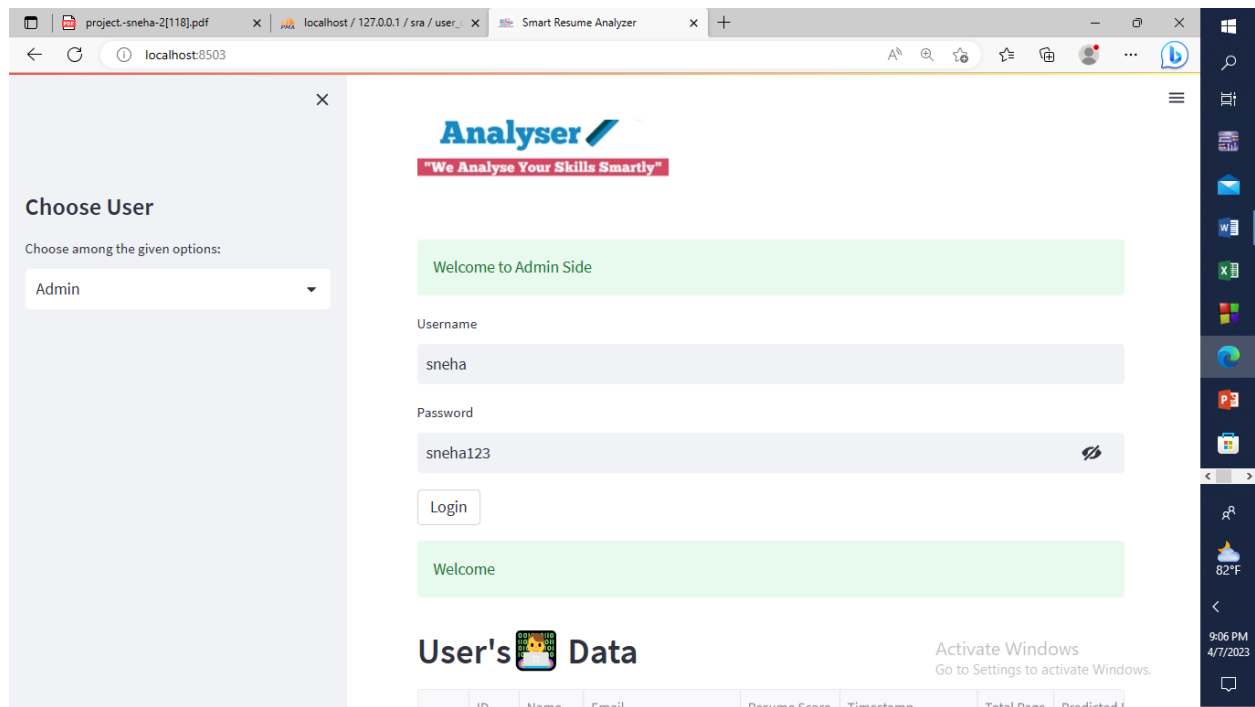 project.-sneha-2[118].pdf
localhost / 127.0.0.1 / sra / user_
Smart Resume Analyzer
localhost:8503
Analyser
"We Analyse Your Skills Smartly"
Choose User
Choose among the given options:
Admin
Welcome to Admin Side
Username
sneha
Password
sneha123
Login
Welcome
User's Data
Activate Windows
Go to Settings to activate Windows.
ID Name Email Resume Score Timestamp Total Page Predicted
82°F
9:06 PM
4/7/2023